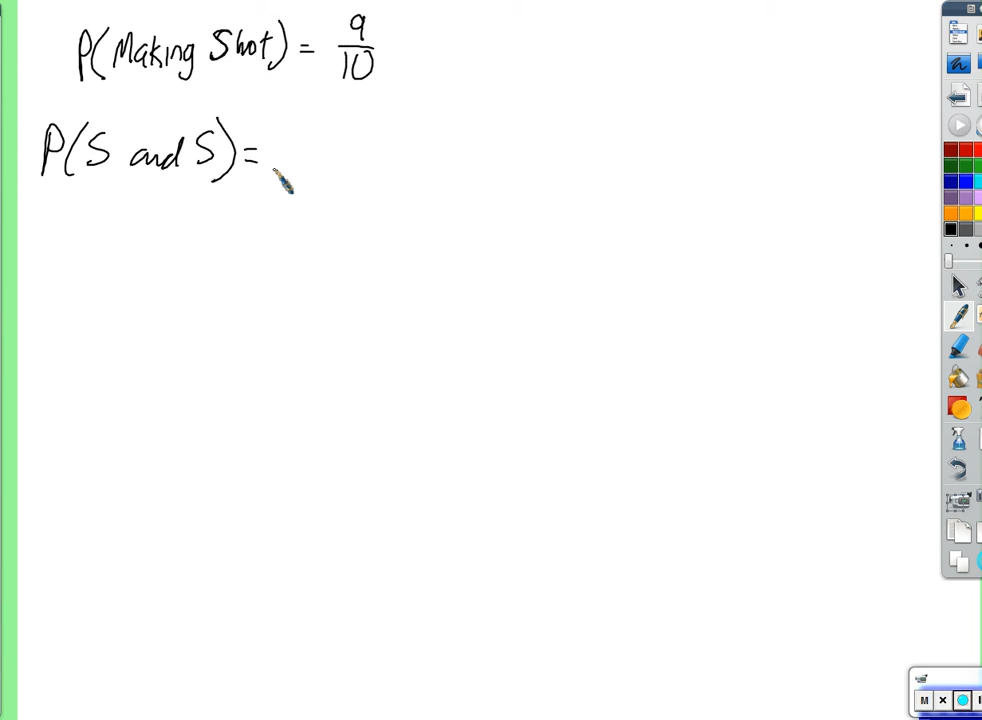 P(Making Shot) = 9/10
P(S and S) =
M